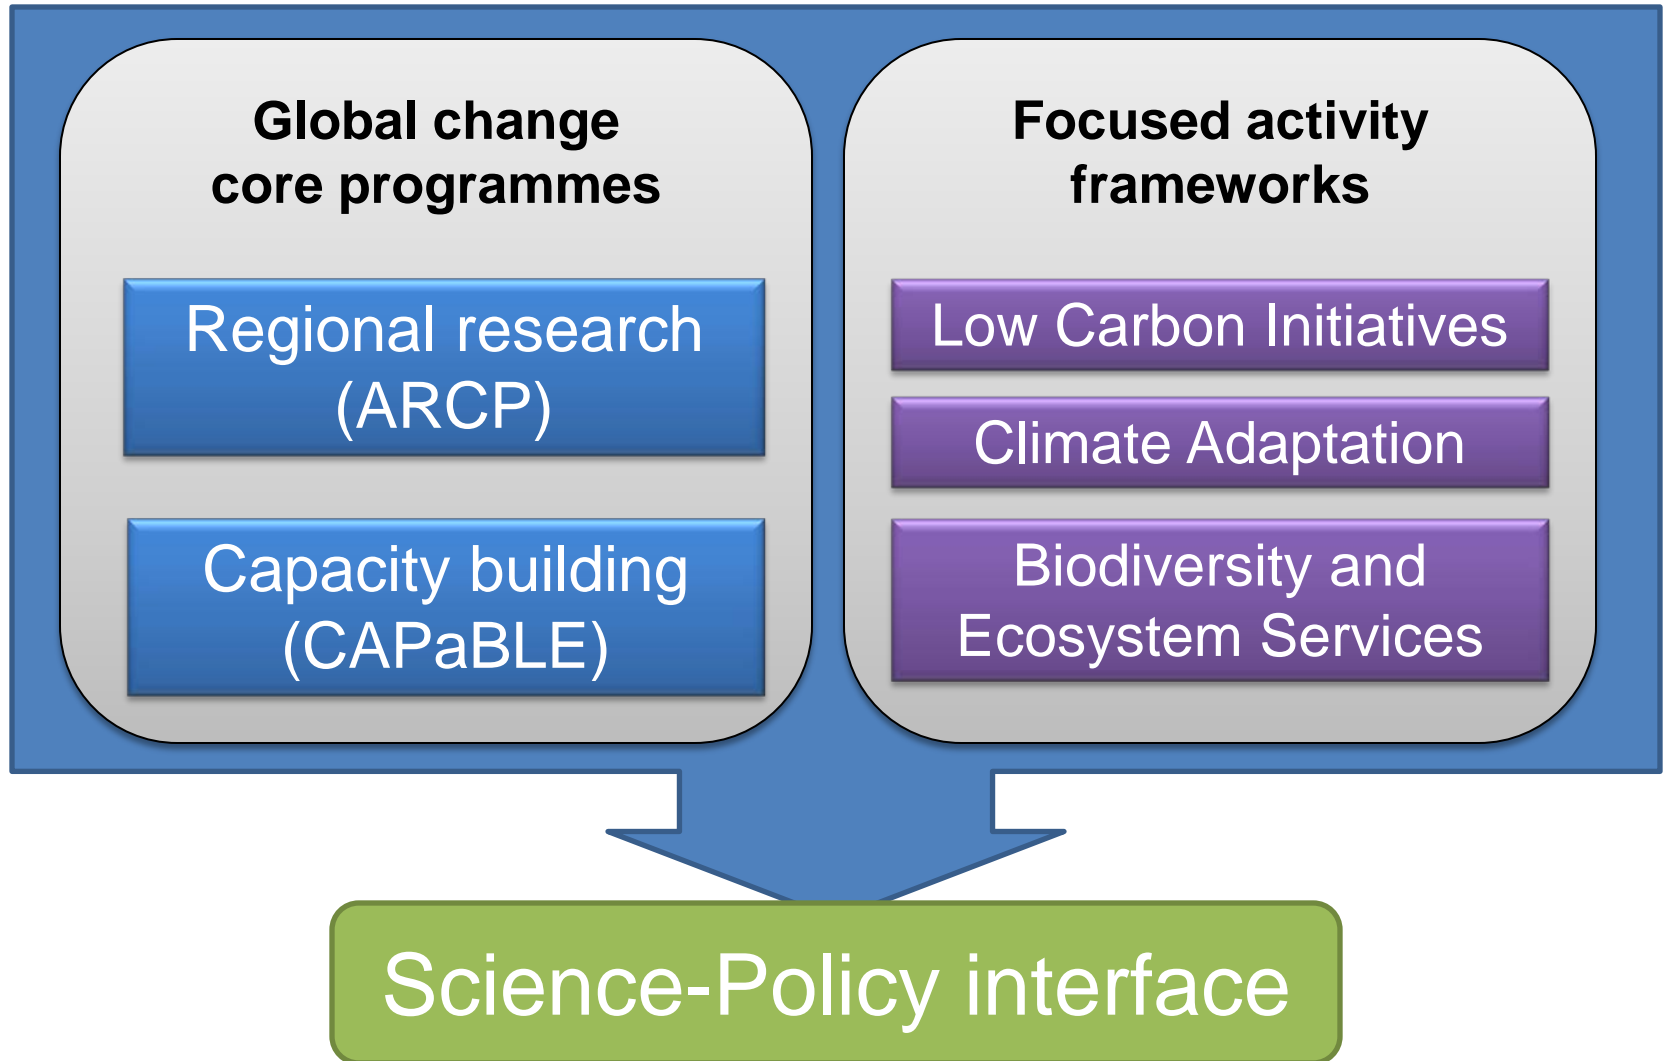 Global change
core programmes
Regional research
(ARCP)
Capacity building
(CAPaBLE)
Focused activity
frameworks
Low Carbon Initiatives
Climate Adaptation
Biodiversity and
Ecosystem Services
Science-Policy interface